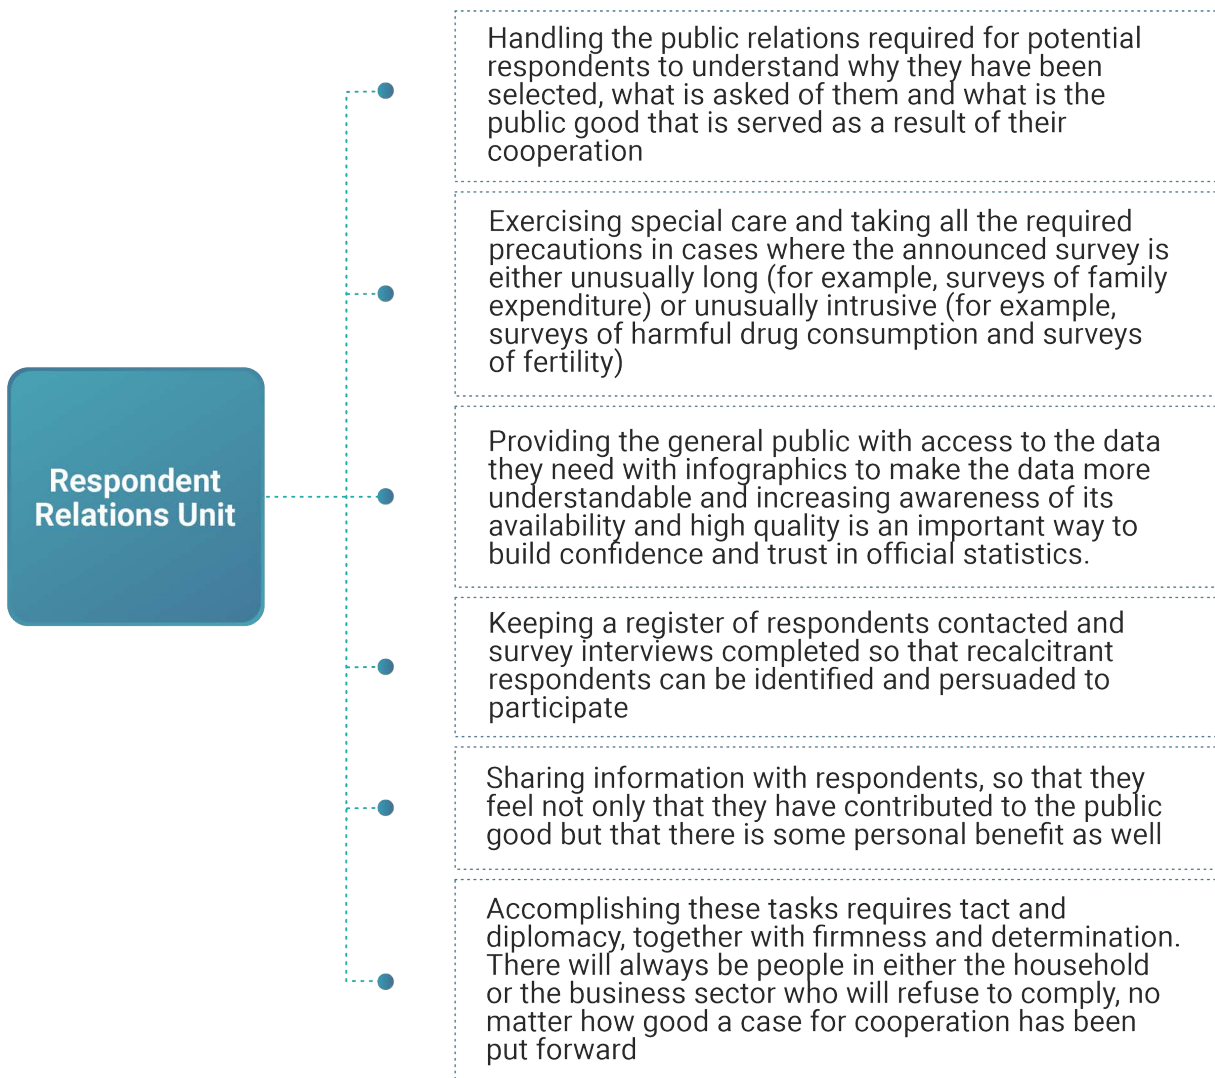 Respondent
Relations Unit
Handling the public relations required for potential
respondents to understand why they have been
selected, what is asked of them and what is the
public good that is served as a result of their
cooperation
Exercising special care and taking all the required
precautions in cases where the announced survey is
either unusually long (for example, surveys of family
expenditure) or unusually intrusive (for example,
surveys of harmful drug consumption and surveys
of fertility)
Providing the general public with access to the data
they need with infographics to make the data more
understandable and increasing awareness of its
availability and high quality is an important way to
build confidence and trust in official statistics.
Keeping a register of respondents contacted and
survey interviews completed so that recalcitrant
respondents can be identified and persuaded to
participate
Sharing information with respondents, so that they
feel not only that they have contributed to the public
good but that there is some personal benefit as well
Accomplishing these tasks requires tact and
diplomacy, together with firmness and determination.
There will always be people in either the household
or the business sector who will refuse to comply, no
matter how good a case for cooperation has been
put forward